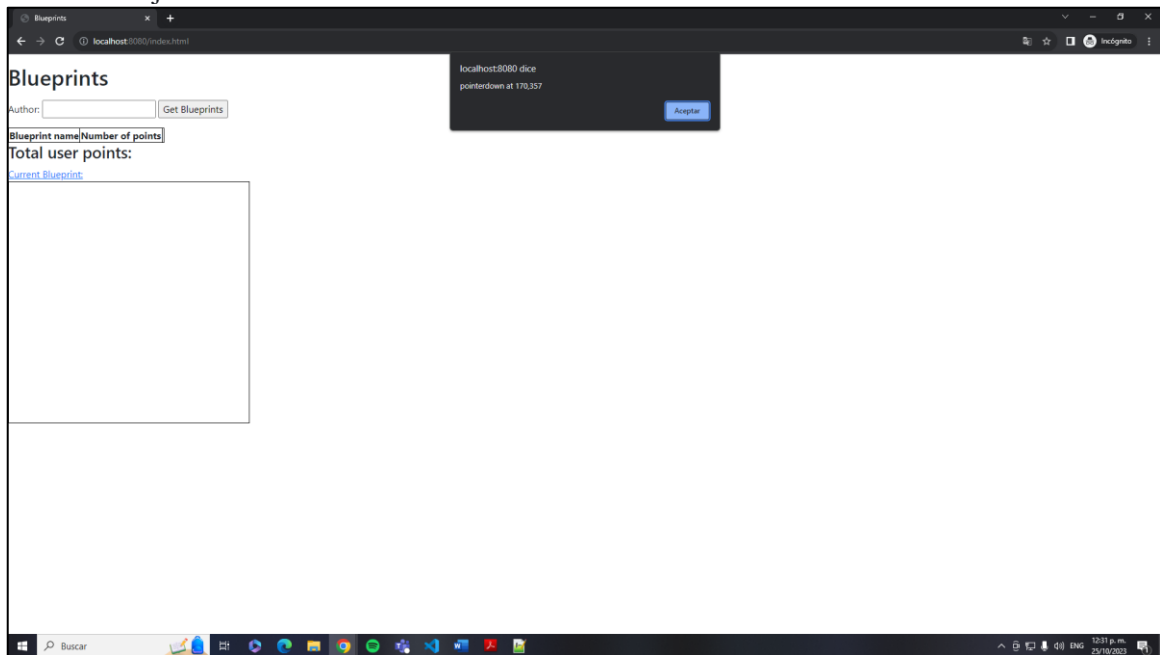 Blueprints
localhost:8080/index.html
Incógnito
localhost:8080 dice
pointerdown at 170,357
Aceptar
Blueprints
Author:
Get Blueprints
Blueprint name Number of points
Total user points:
Current Blueprint:
Buscar
ENG
12:31 p. m.
25/10/2023